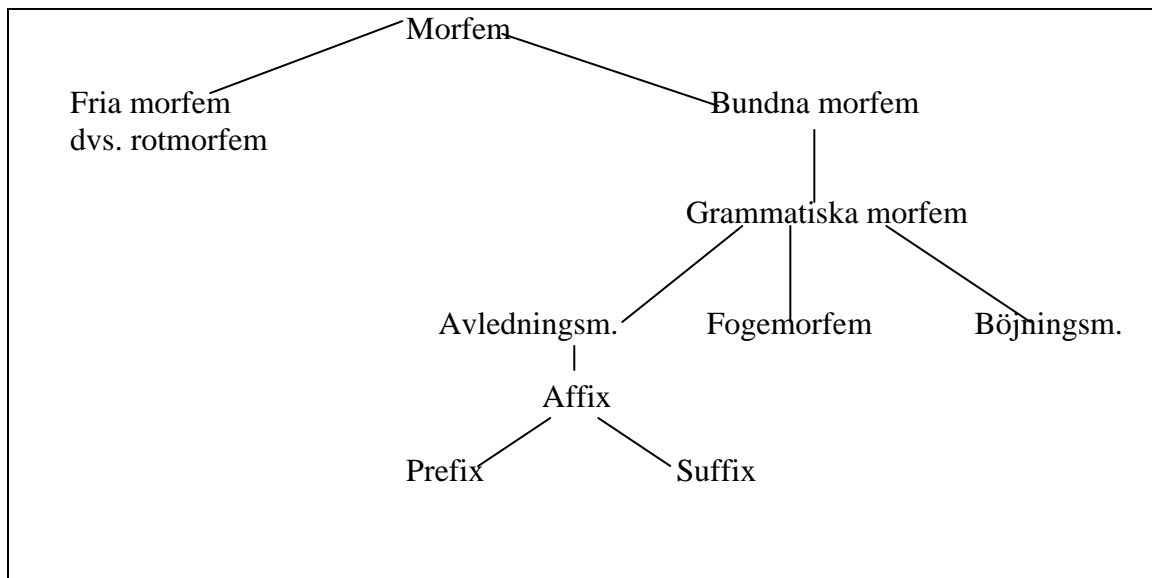 Morfem
Fria morfem
dvs. rotmorfem
Bundna morfem
Grammatiska morfem
Avledningsm.
Fogemorfem
Böjningsm.
Affix
Prefix
Suffix